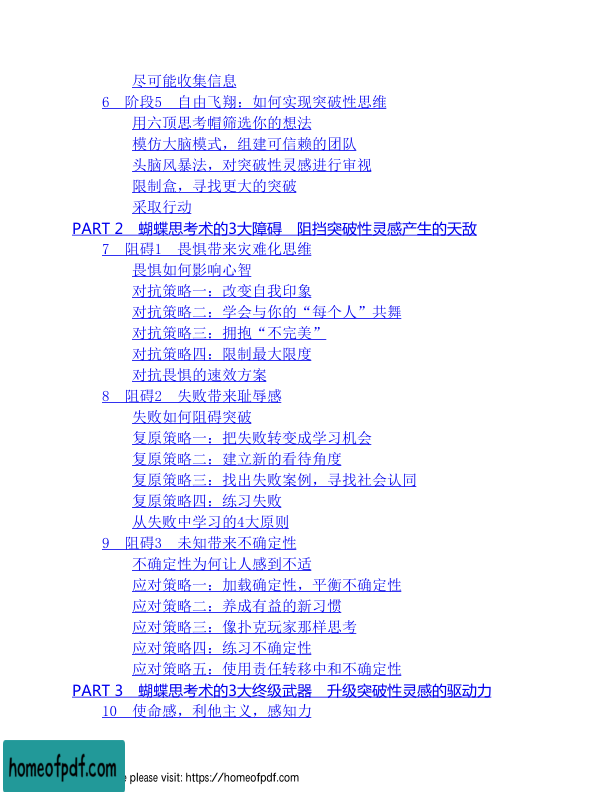 尽可能收集信息
6 阶段5 自由飞翔：如何实现突破性思维
用六顶思考帽筛选你的想法
模仿大脑模式，组建可信赖的团队
头脑风暴法，对突破性灵感进行审视
限制盒，寻找更大的突破
采取行动
PART 2 蝴蝶思考术的3大障碍 阻挡突破性灵感产生的天敌
7 阻碍1 畏惧带来灾难化思维
畏惧如何影响心智
对抗策略一：改变自我印象
对抗策略二：学会与你的“每个人”共舞
对抗策略三：拥抱“不完美”
对抗策略四：限制最大限度
对抗畏惧的速效方案
8 阻碍2 失败带来耻辱感
失败如何阻碍突破
复原策略一：把失败转变成学习机会
复原策略二：建立新的看待角度
复原策略三：找出失败案例，寻找社会认同
复原策略四：练习失败
从失败中学习的4大原则
9 阻碍3 未知带来不确定性
不确定性为何让人感到不适
应对策略一：加载确定性，平衡不确定性
应对策略二：养成有益的新习惯
应对策略三：像扑克玩家那样思考
应对策略四：练习不确定性
应对策略五：使用责任转移中和不确定性
PART 3 蝴蝶思考术的3大终级武器 升级突破性灵感的驱动力
10 使命感，利他主义，感知力
homeofpdf.com
e please visit: https://homeofpdf.com